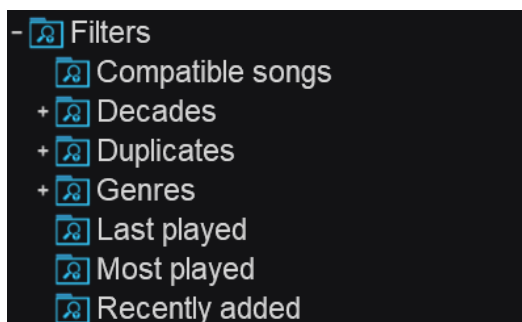 Filters
Compatible songs
Decades
Duplicates
Genres
Last played
Most played
Recently added